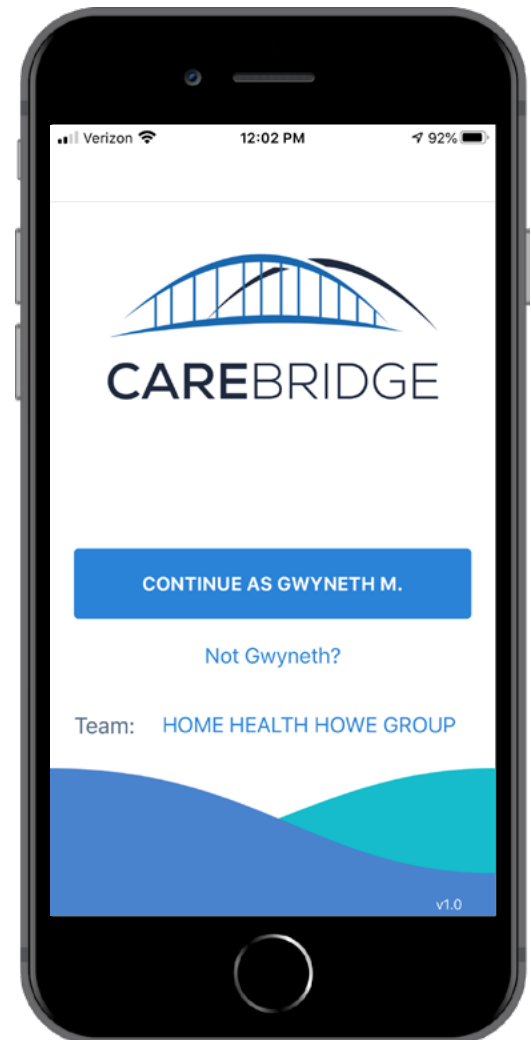 Verizon 12:02 PM 92%
CAREBRIDGE
CONTINUE AS GWYNETH M.
Not Gwyneth?
Team: HOME HEALTH HOWE GROUP
v1.0